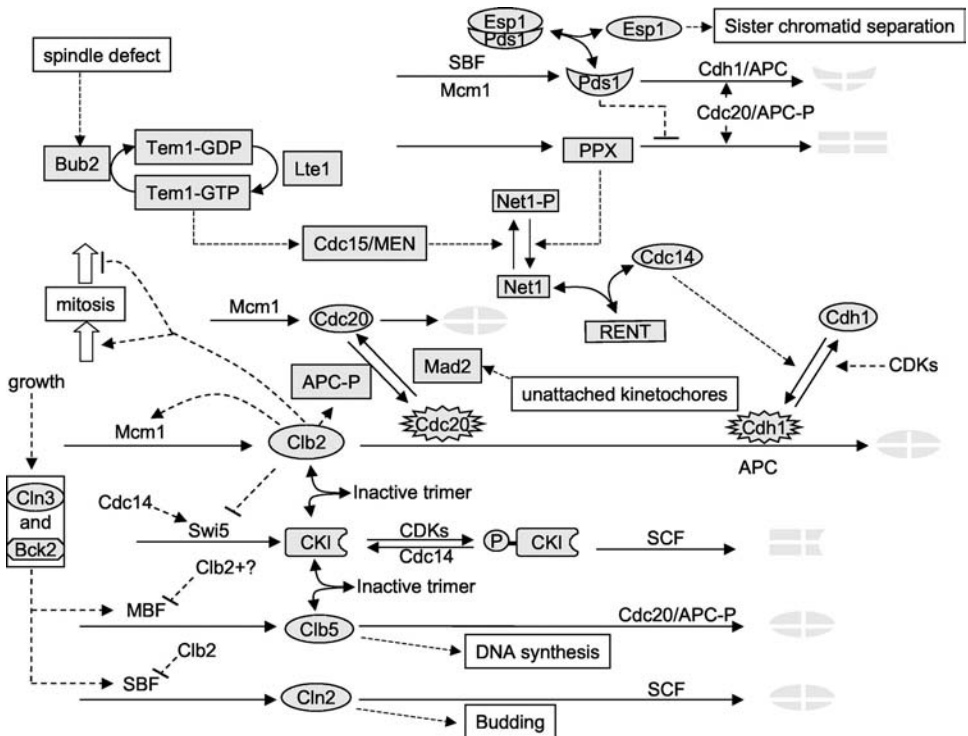 Esp1
Pds1
Esp1
Sister chromatid separation
spindle defect
SBF
Mcm1
Pds1
Cdh1/APC
Cdc20/APC-P
Bub2
Tem1-GDP
Tem1-GTP
Lte1
PPX
Net1-P
Cdc15/MEN
Net1
Cdc14
RENT
mitosis
Mcm1
Cdc20
Cdh1
CDKs
growth
APC-P
Mad2
unattached kinetochores
Mcm1
Clb2
Cdc20
Cdh1
APC
Cln3
and
Bck2
Cdc14
Swi5
Inactive trimer
CKI
CDKs
Cdc14
P
CKI
SCF
Clb2+?
MBF
Inactive trimer
Clb5
Cdc20/APC-P
DNA synthesis
Clb2
SBF
Cln2
SCF
Budding